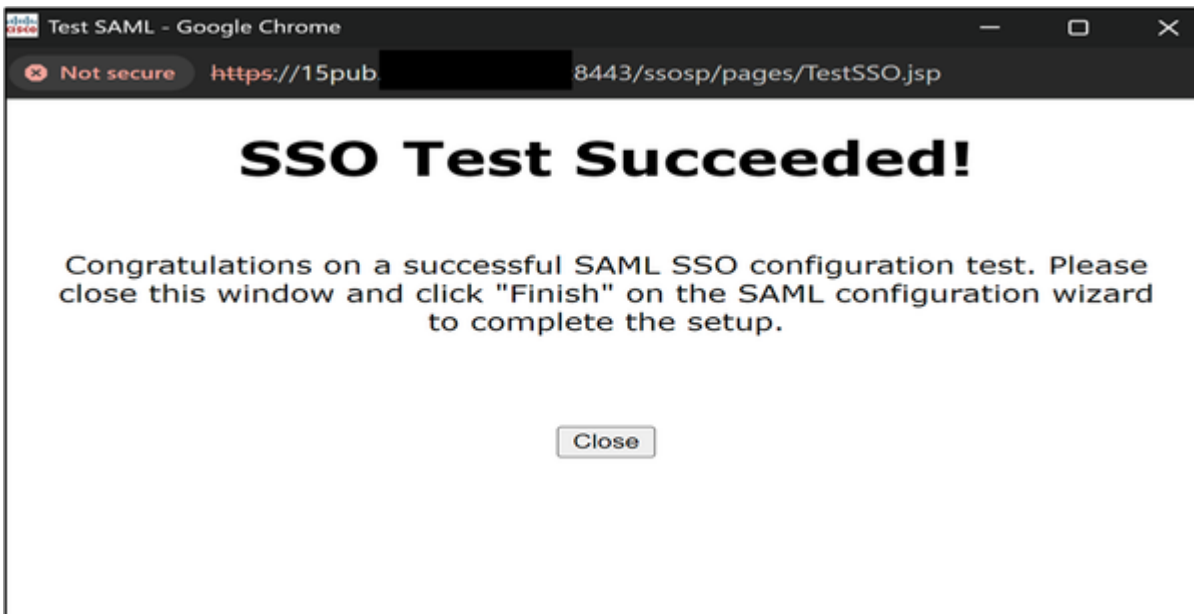 Test SAML - Google Chrome
Not secure https://15pub. 8443/ssosp/pages/TestSSO.jsp
SSO Test Succeeded!
Congratulations on a successful SAML SSO configuration test. Please
close this window and click "Finish" on the SAML configuration wizard
to complete the setup.
Close